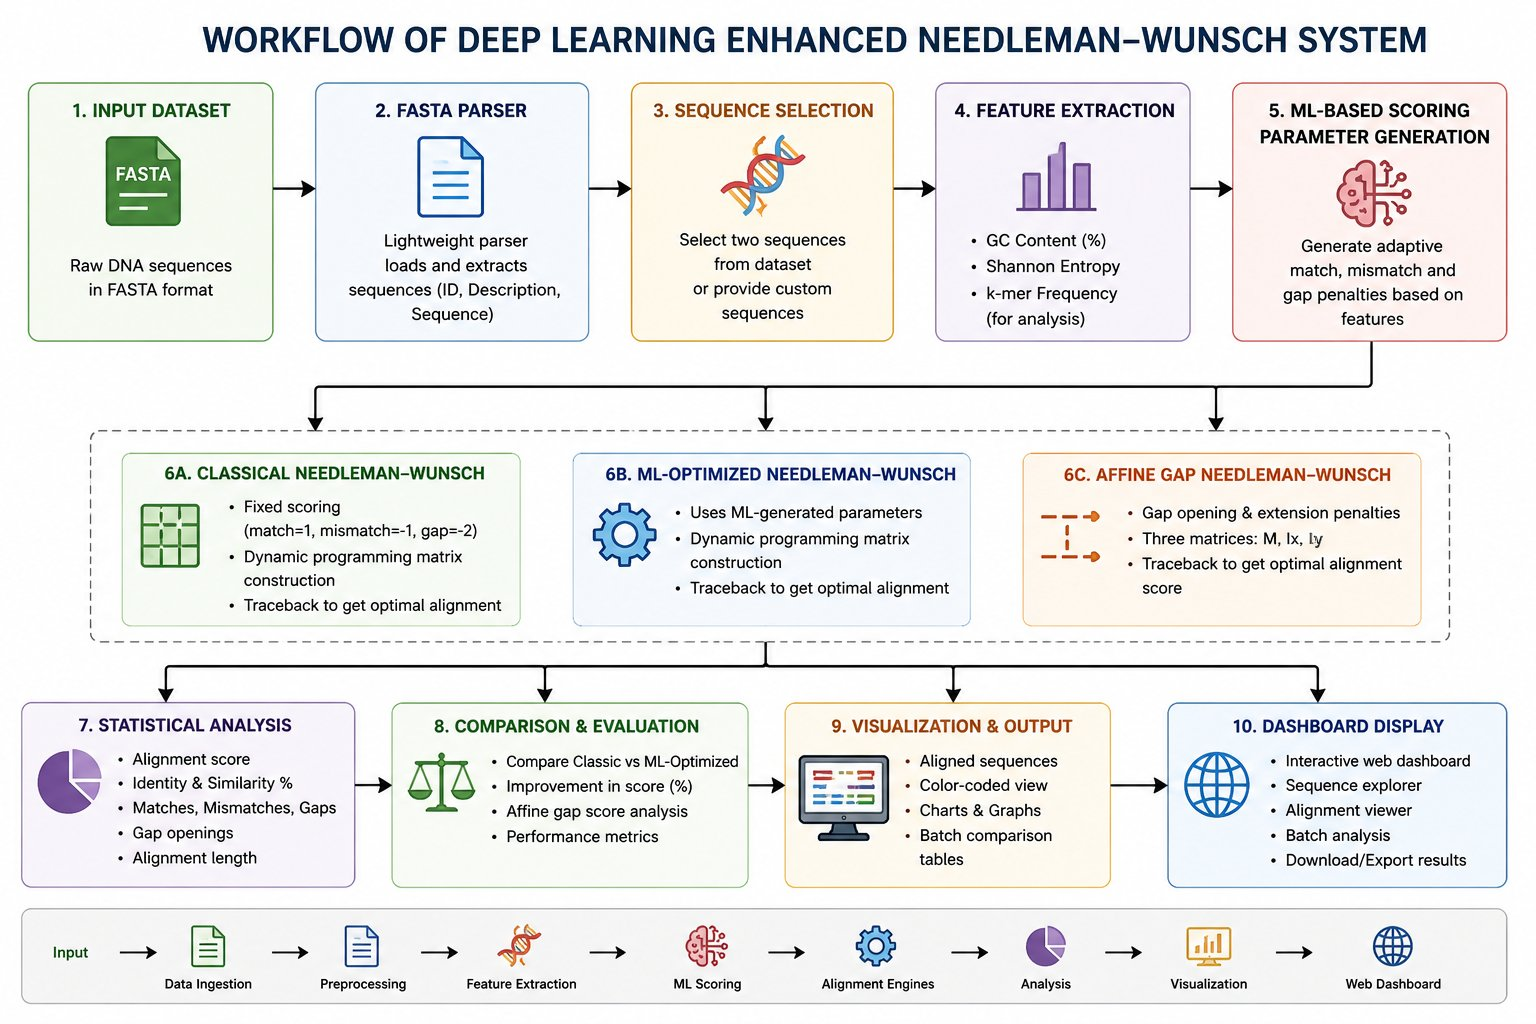 WORKFLOW OF DEEP LEARNING ENHANCED NEEDLEMAN–WUNSCH SYSTEM
1. INPUT DATASET
FASTA
Raw DNA sequences
in FASTA format
2. FASTA PARSER
Lightweight parser
loads and extracts
sequences (ID, Description,
Sequence)
3. SEQUENCE SELECTION
Select two sequences
from dataset
or provide custom
sequences
4. FEATURE EXTRACTION
• GC Content (%)
• Shannon Entropy
• k-mer Frequency
(for analysis)
5. ML-BASED SCORING
PARAMETER GENERATION
Generate adaptive
match, mismatch and
gap penalties based on
features
6A. CLASSICAL NEEDLEMAN–WUNSCH
• Fixed scoring
(match=1, mismatch=-1, gap=-2)
• Dynamic programming matrix
construction
• Traceback to get optimal alignment
6B. ML-OPTIMIZED NEEDLEMAN–WUNSCH
• Uses ML-generated parameters
• Dynamic programming matrix
construction
• Traceback to get optimal alignment
6C. AFFINE GAP NEEDLEMAN–WUNSCH
• Gap opening & extension penalties
• Three matrices: M, Ix, Iy
• Traceback to get optimal alignment
score
7. STATISTICAL ANALYSIS
• Alignment score
• Identity & Similarity %
• Matches, Mismatches, Gaps
• Gap openings
• Alignment length
8. COMPARISON & EVALUATION
• Compare Classic vs ML-Optimized
• Improvement in score (%)
• Affine gap score analysis
• Performance metrics
9. VISUALIZATION & OUTPUT
• Aligned sequences
• Color-coded view
• Charts & Graphs
• Batch comparison
tables
10. DASHBOARD DISPLAY
• Interactive web dashboard
• Sequence explorer
• Alignment viewer
• Batch analysis
• Download/Export results
Input
Data Ingestion
Preprocessing
Feature Extraction
ML Scoring
Alignment Engines
Analysis
Visualization
Web Dashboard